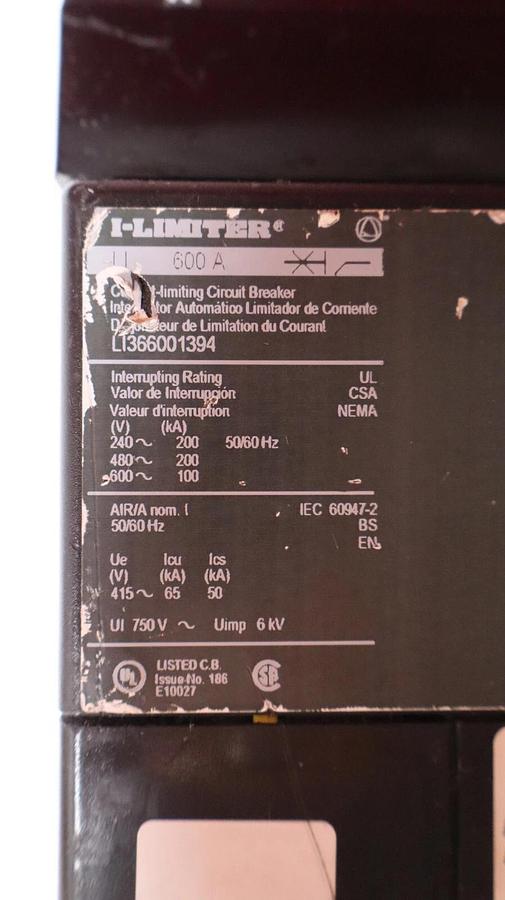 I-LIMITER®
LI 600 A
limiting Circuit Breaker
Automático Limitador de Corriente
de Limitation du Courant
LI366001394
Interrupting Rating UL
Valor de Interrupción CSA
Valeur d'interruption NEMA
(V) (kA)
240~ 200 50/60 Hz
480~ 200
600~ 100
AIR/A nom. I IEC 60947-2
50/60 Hz BS
EN
Ue Icu Ics
(V) (kA) (kA)
415~ 65 50
UI 750 V ~ Uimp 6 kV
UL LISTED C.B. SA
Issue-No. 186
E10027